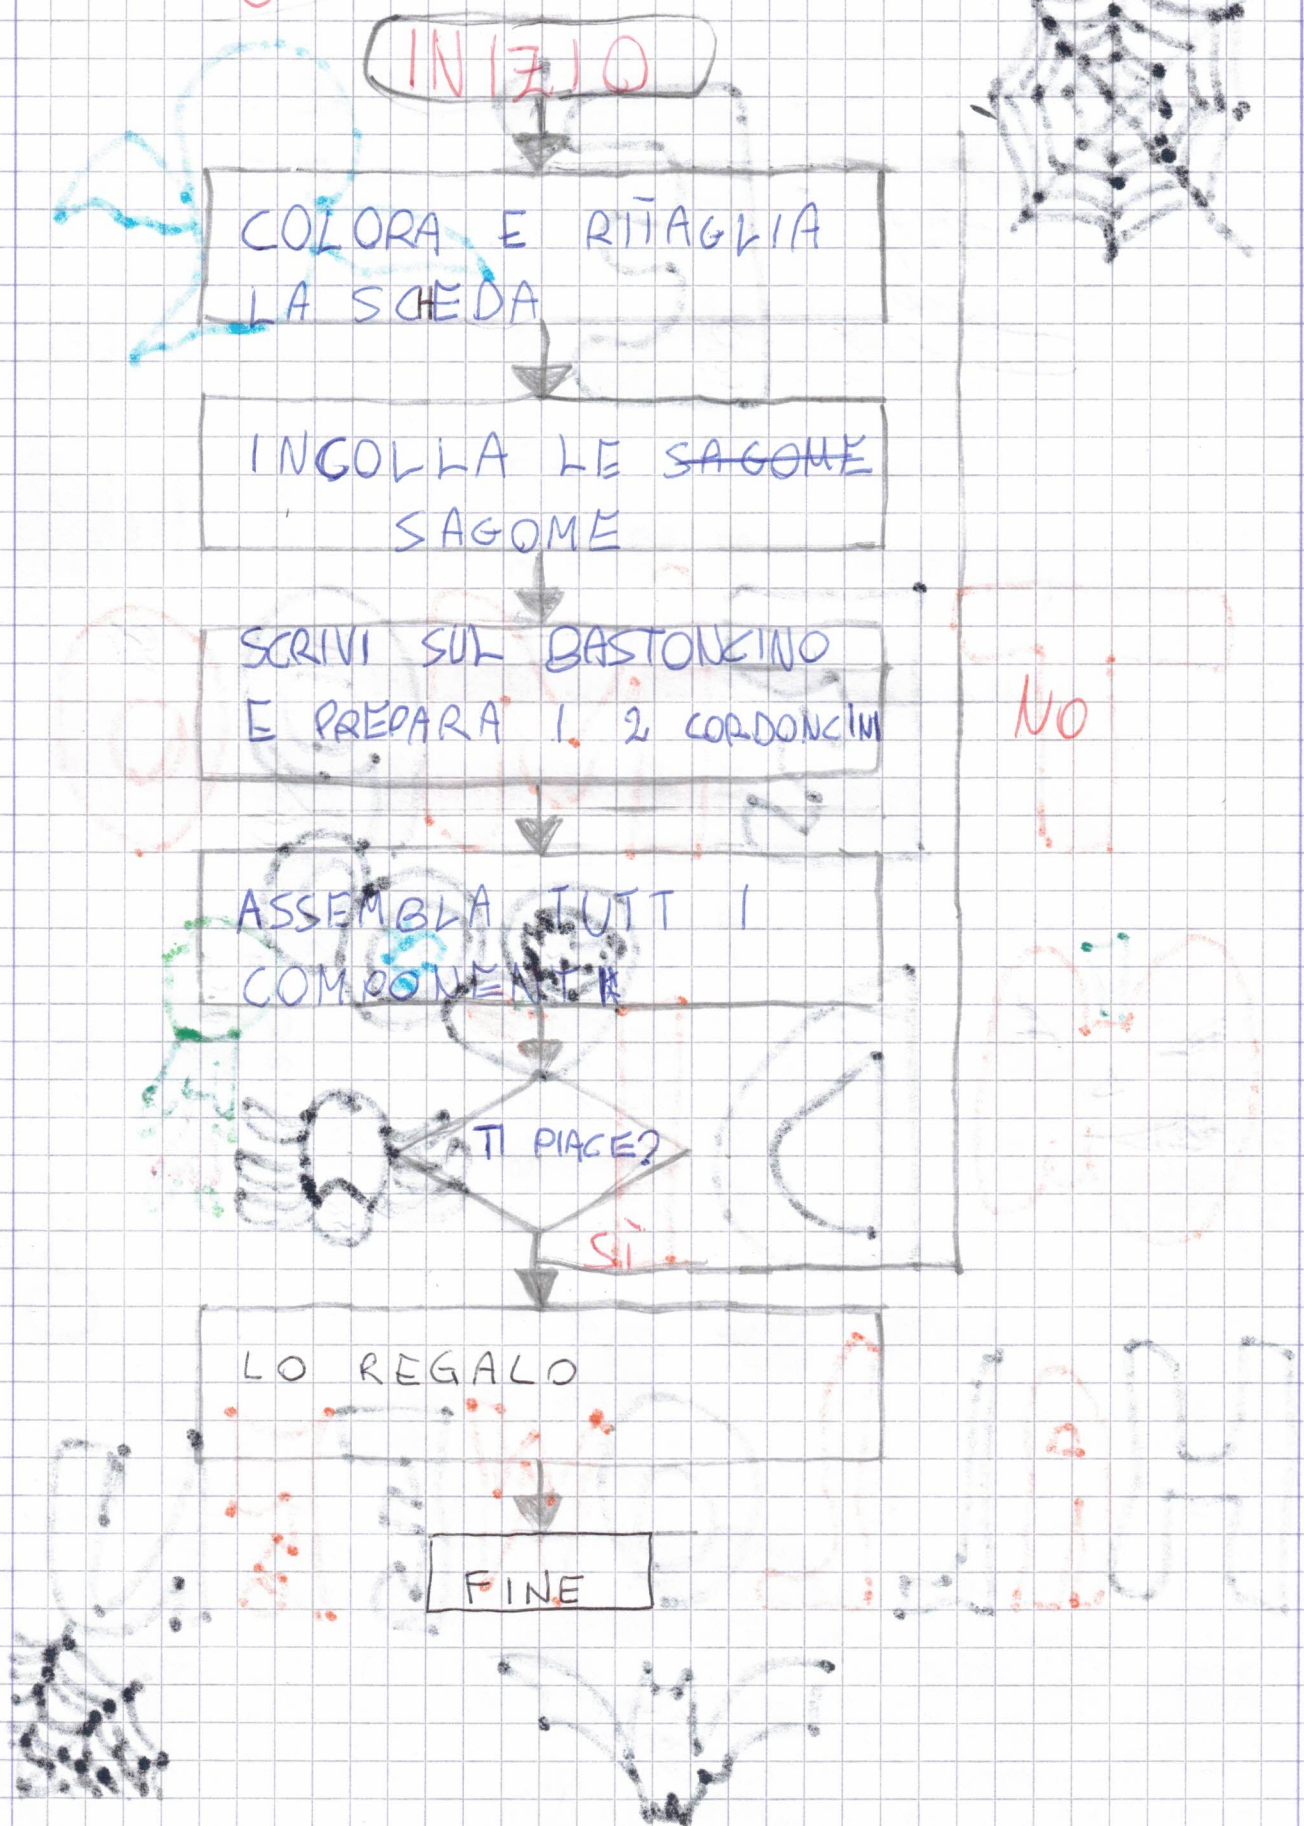 INIZIO
COLORA E RITAGLIA
LA SCHEDA
INCOLLA LE SAGOME
SAGOME
SCRIVI SUL BASTONCINO
E PREPARA I 2 CORDONCINI
NO
ASSEMBLA TUTT I
COMPONENTI
TI PIACE?
SÌ
LO REGALO
FINE